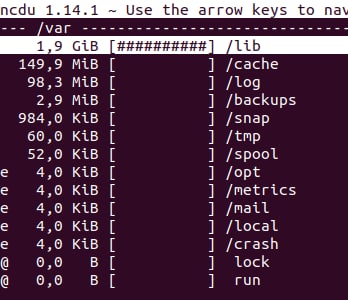 ncdu 1.14.1 ~ Use the arrow keys to nav
--- /var -----------------------------
    1,9 GiB [##########] /lib
  149,9 MiB [          ] /cache
   98,3 MiB [          ] /log
    2,9 MiB [          ] /backups
  984,0 KiB [          ] /snap
   60,0 KiB [          ] /tmp
   52,0 KiB [          ] /spool
e   4,0 KiB [          ] /opt
e   4,0 KiB [          ] /metrics
e   4,0 KiB [          ] /mail
e   4,0 KiB [          ] /local
e   4,0 KiB [          ] /crash
@   0,0   B [          ]  lock
@   0,0   B [          ]  run